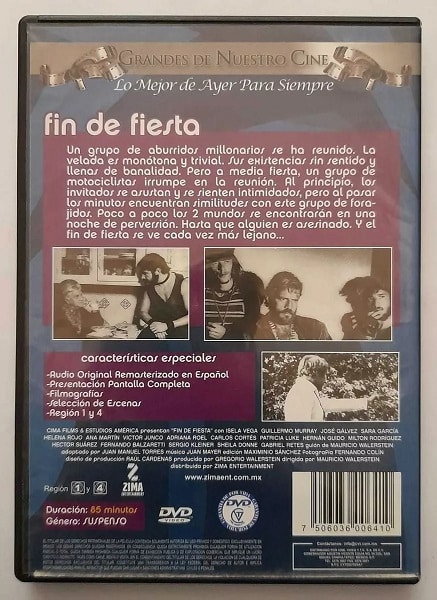 GRANDES DE NUESTRO CINE
Lo Mejor de Ayer Para Siempre
fin de fiesta
Un grupo de aburridos millonarios se ha reunido. La
velada es monótona y trivial. Sus existencias sin sentido y
llenas de banalidad. Pero a media fiesta, un grupo de
motociclistas irrumpe en la reunión. Al principio, los
invitados se asustan y se sienten intimidados, pero al pasar
los minutos encuentran similitudes con este grupo de fora-
jidos. Poco a poco los 2 mundos se encontrarán en una
noche de perversión. Hasta que alguien es asesinado. Y el
fin de fiesta se ve cada vez más lejano...
características especiales
-Audio Original Remasterizado en Español
-Presentación Pantalla Completa
-Filmografías
-Selección de Escenas
-Región 1 y 4
CIMA FILMS & ESTUDIOS AMÉRICA presentan "FIN DE FIESTA" con ISELA VEGA GUILLERMO MURRAY JOSÉ GÁLVEZ SARA GARCÍA
HELENA ROJO ANA MARTÍN VICTOR JUNCO ADRIANA ROEL CARLOS CORTÉS PATRICIA LUKE HERNÁN GUIDO MILTON RODRÍGUEZ
HECTOR SUÁREZ FERNANDO BALZARETTI SERGIO KLEINER SHEILA DONNE GABRIEL RETES guión de MAURICIO WALERSTEIN
adaptado por JUAN MANUEL TORRES música JUAN MAYER edición MAXIMINO SÁNCHEZ Fotografía FERNANDO COLÍN
diseño de producción RAÚL CÁRDENAS producida por GREGORIO WALERSTEIN dirigida por MAURICIO WALERSTEIN
distribuida por ZIMA ENTERTAINMENT
www.zimaent.com.mx
Región 1 y 4
ZIMA
ENTERTAINMENT
Duración: 85 minutos
Género: SUSPENSO
DVD
VIDEO
DVD
7 506036 006410